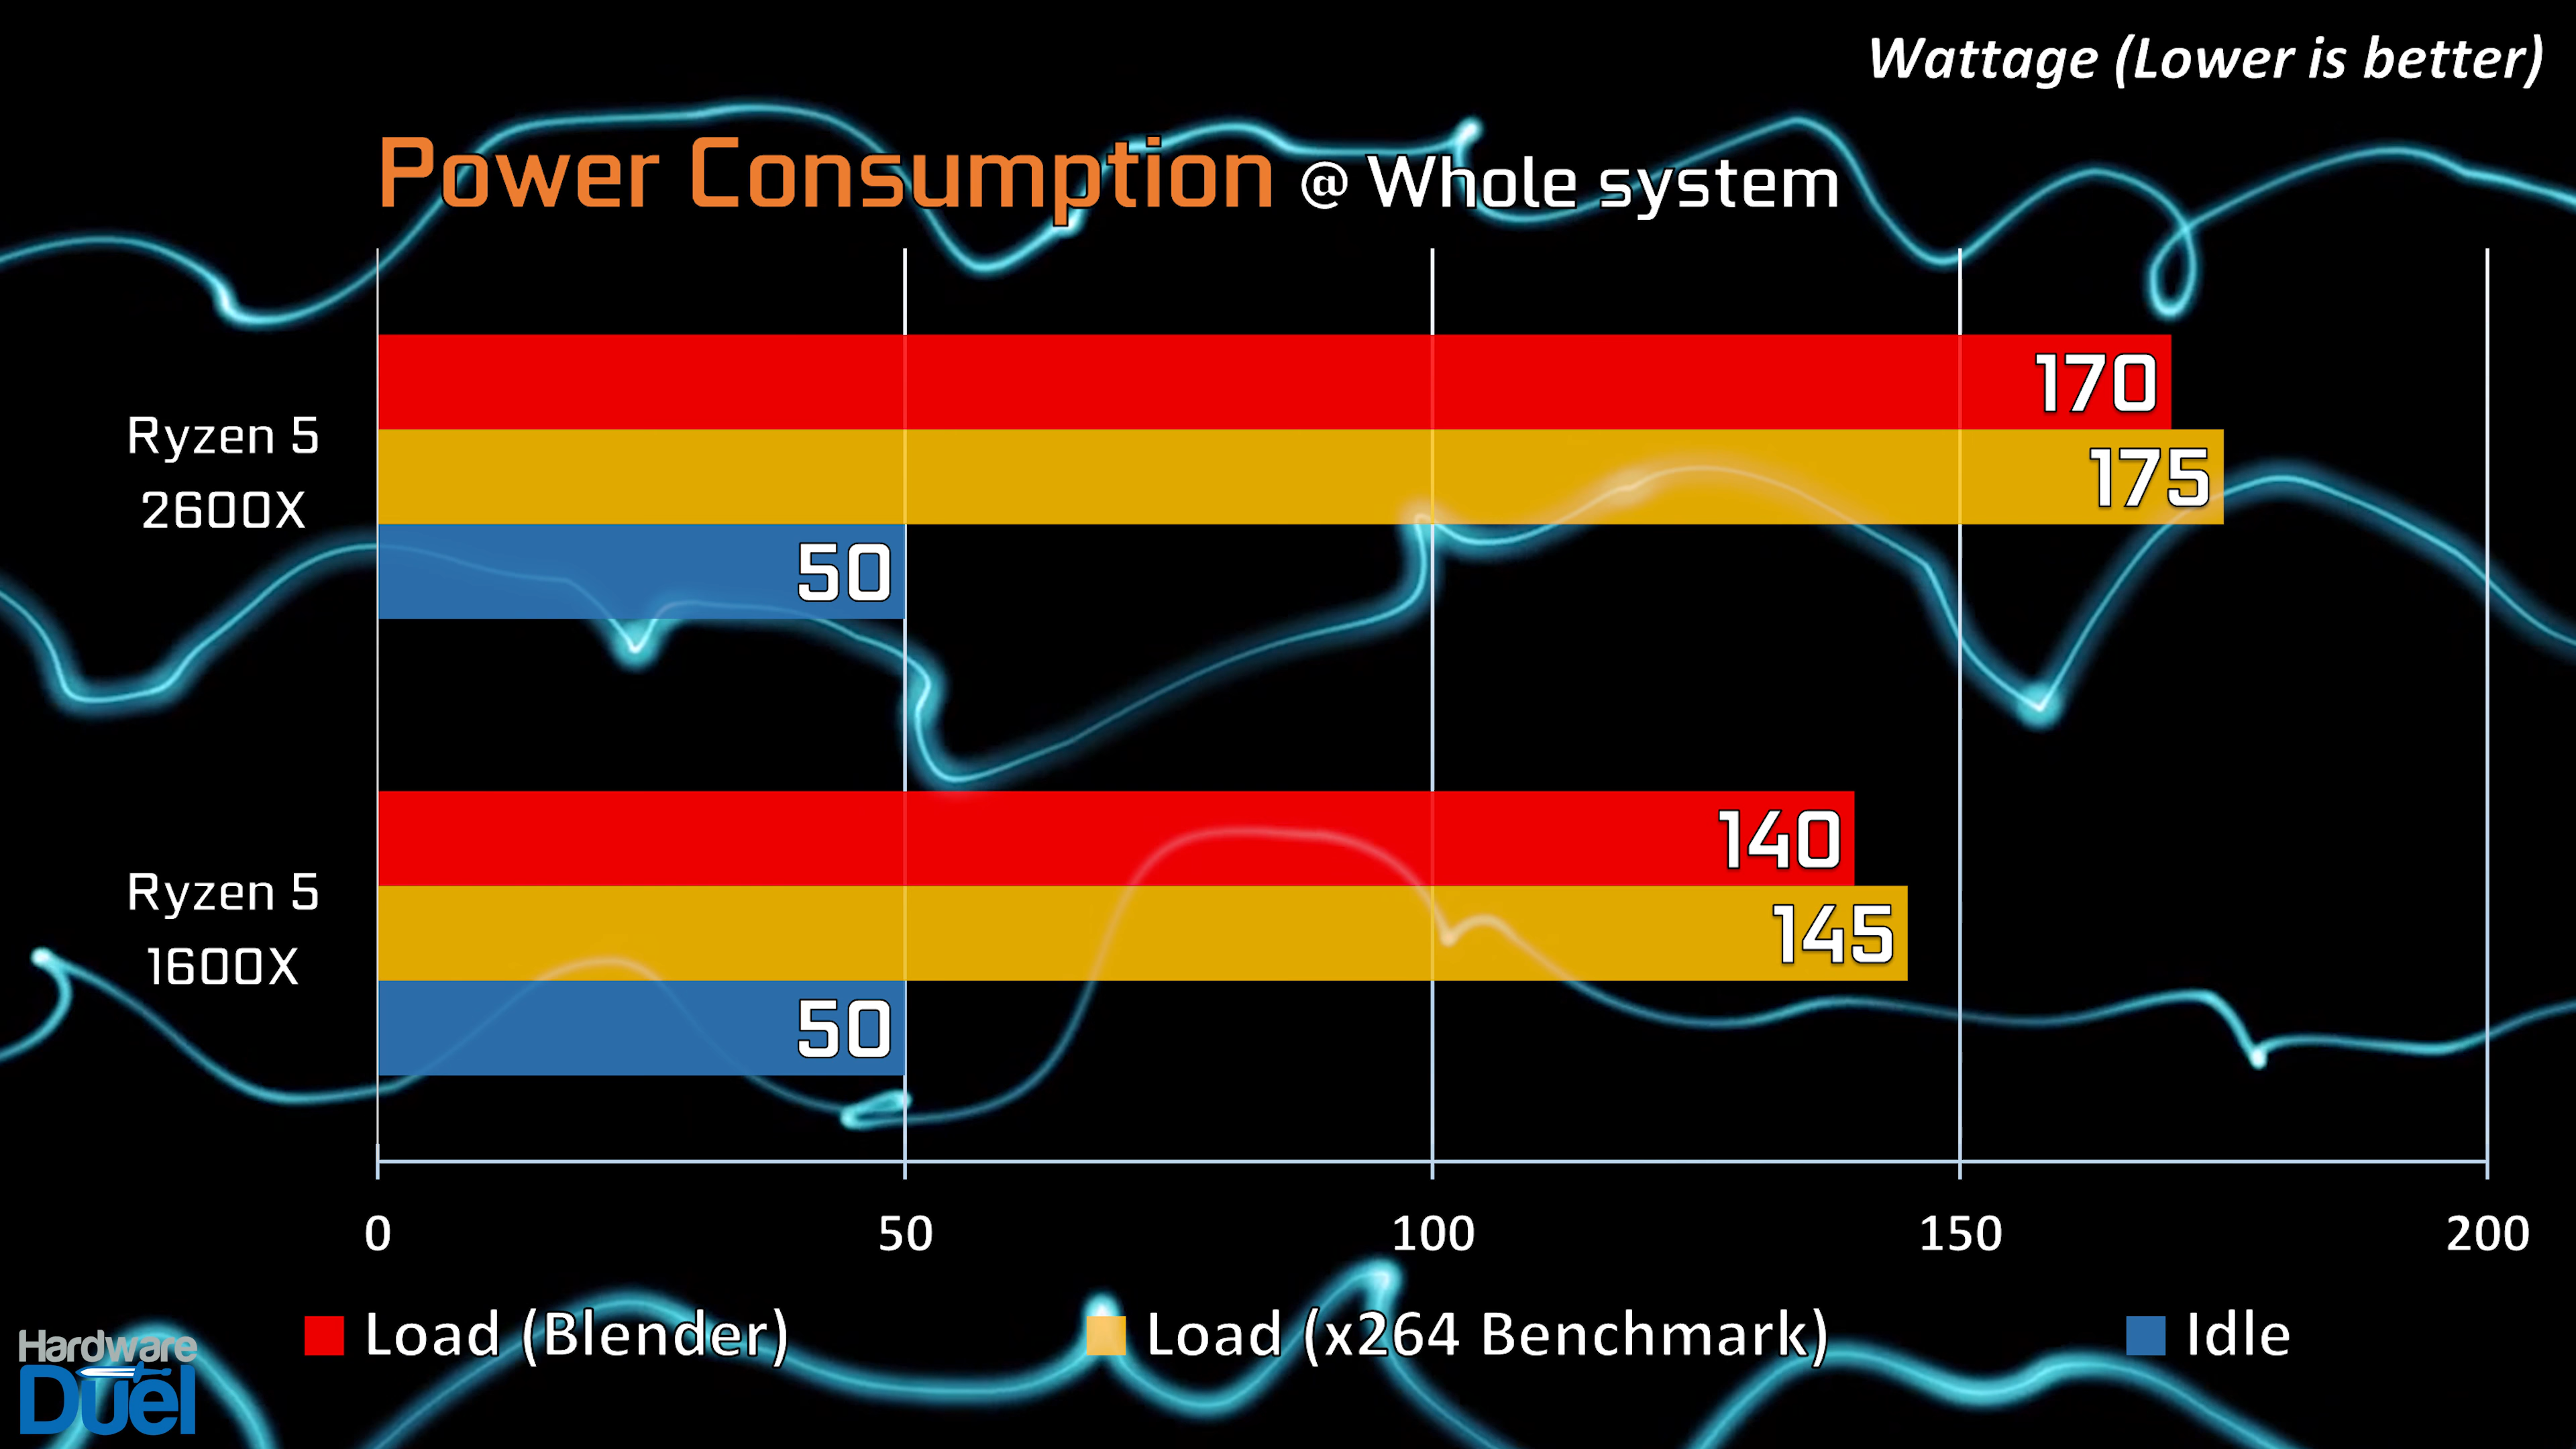 Wattage (Lower is better)
Power Consumption @ Whole system
170
Ryzen 5
2600X
175
50
140
Ryzen 5
1600X
145
50
0 50 100 150 200
Load (Blender) Load (x264 Benchmark) Idle
Hardware
Duel